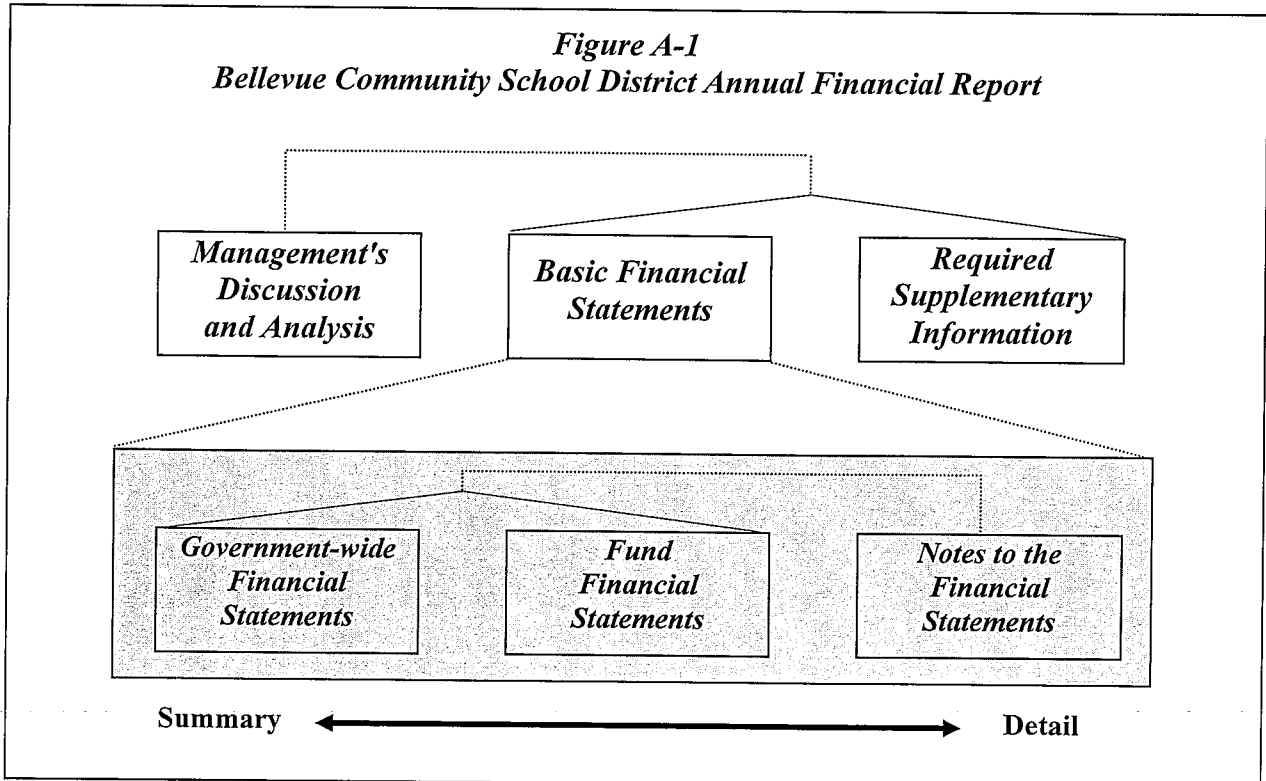 Figure A-1
Bellevue Community School District Annual Financial Report
Management's
Discussion
and Analysis
Basic Financial
Statements
Required
Supplementary
Information
Government-wide
Financial
Statements
Fund
Financial
Statements
Notes to the
Financial
Statements
Summary
Detail